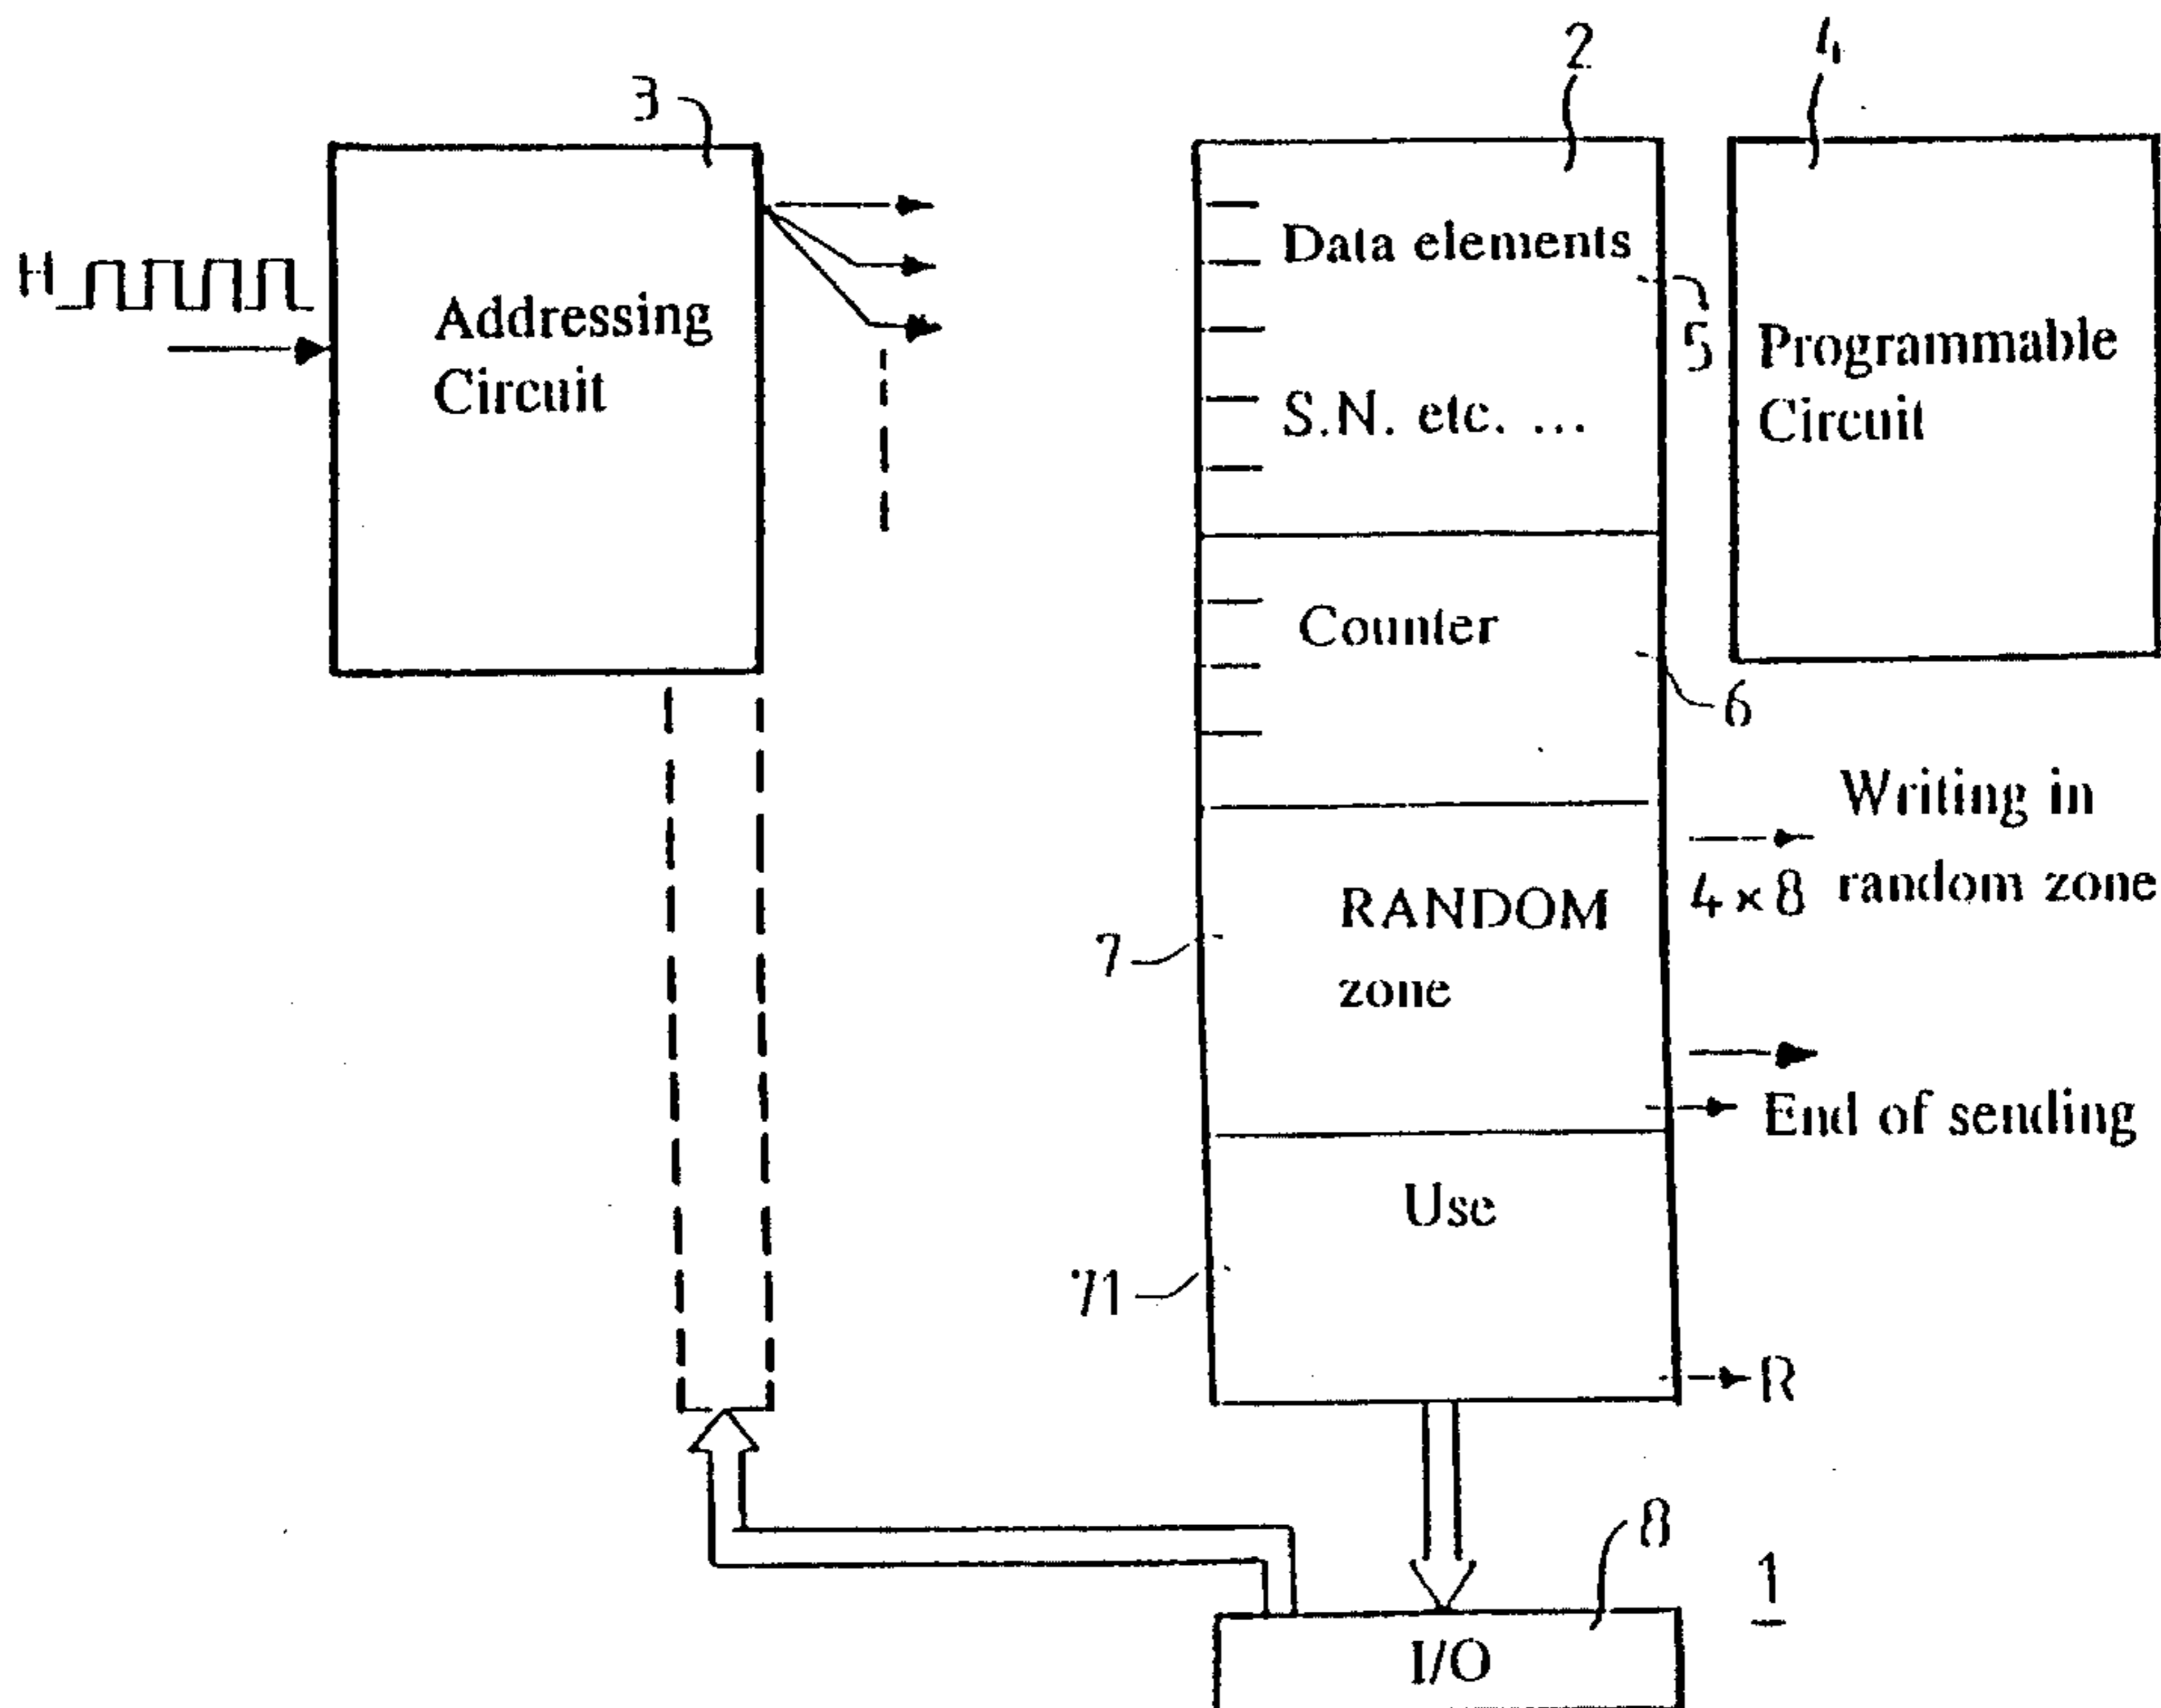 3
2
4
H
Addressing
Circuit
Data elements
5
S.N. etc. ...
Programmable
Circuit
Counter
6
Writing in
4 × 8 random zone
RANDOM
zone
7
End of sending
Use
71
R
8
1
I/O